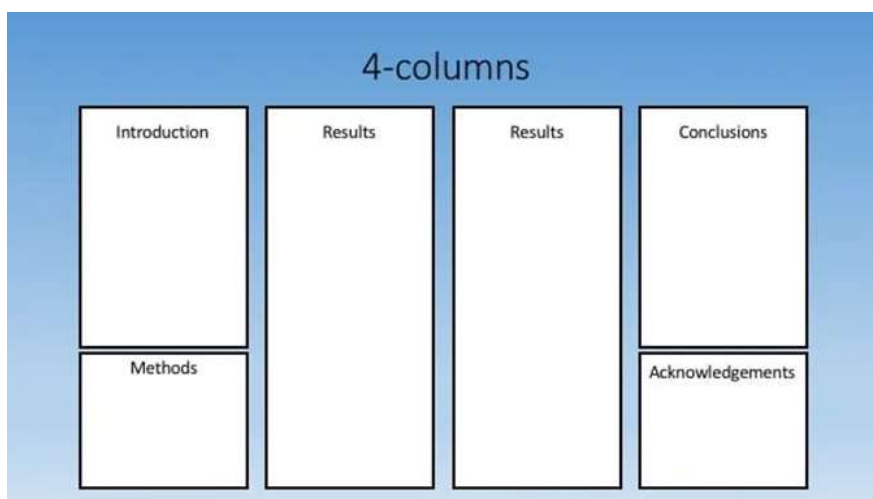 4-columns
Introduction
Methods
Results
Results
Conclusions
Acknowledgements